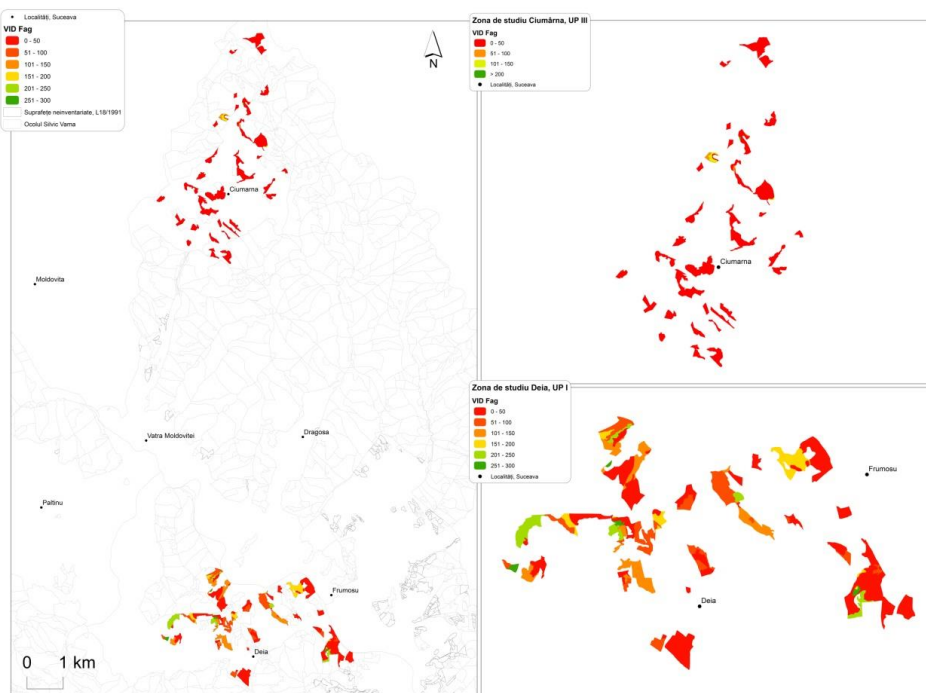 Localități, Suceava
VID Fag
0 - 50
51 - 100
101 - 150
151 - 200
201 - 250
251 - 300
Suprafețe neinventariate, L18/1991
Ocolul Silvic Vama
N
Ciumarna
Moldovita
Vatra Moldovitei
Dragosa
Paltinu
Frumosu
Deia
0 1 km
Zona de studiu Ciumârna, UP III
VID Fag
0 - 50
51 - 100
101 - 150
> 200
Localități, Suceava
Ciumarna
Zona de studiu Deia, UP I
VID Fag
0 - 50
51 - 100
101 - 150
151 - 200
201 - 250
251 - 300
Localități, Suceava
Frumosu
Deia